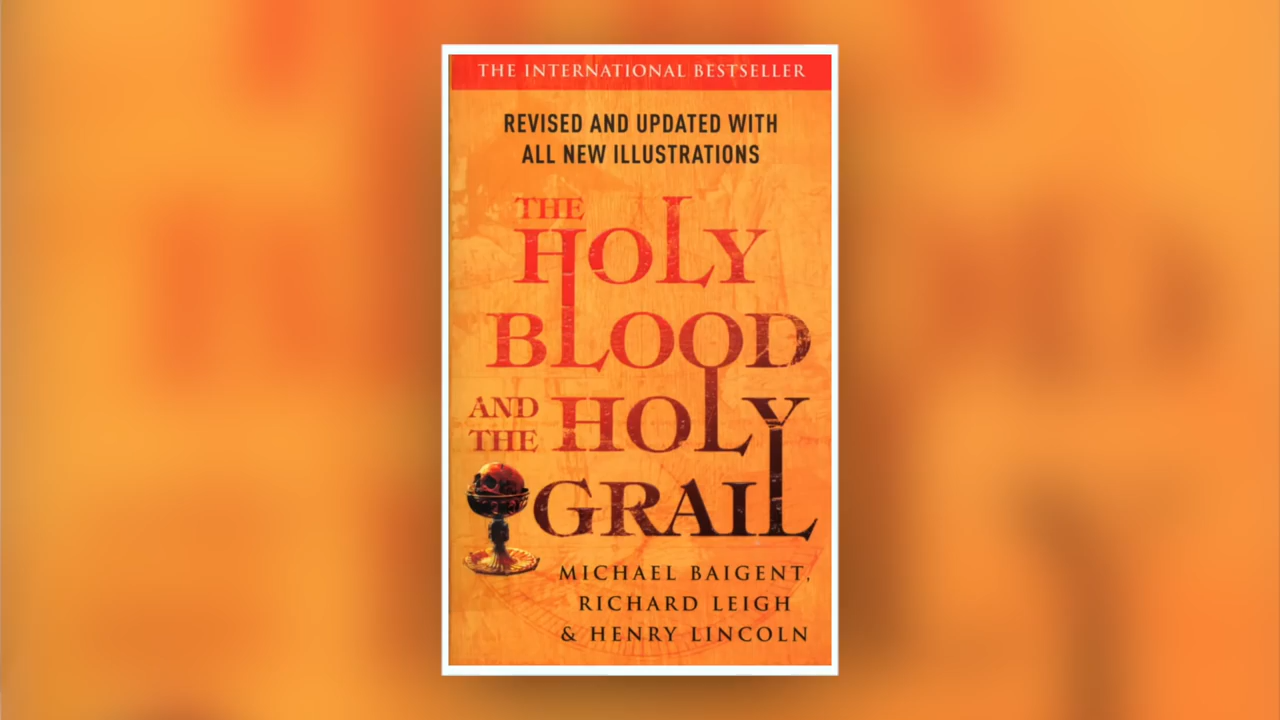 THE INTERNATIONAL BESTSELLER
REVISED AND UPDATED WITH
ALL NEW ILLUSTRATIONS
THE
HOLY
BLOOD
AND THE HOLY
GRAIL
MICHAEL BAIGENT,
RICHARD LEIGH
& HENRY LINCOLN